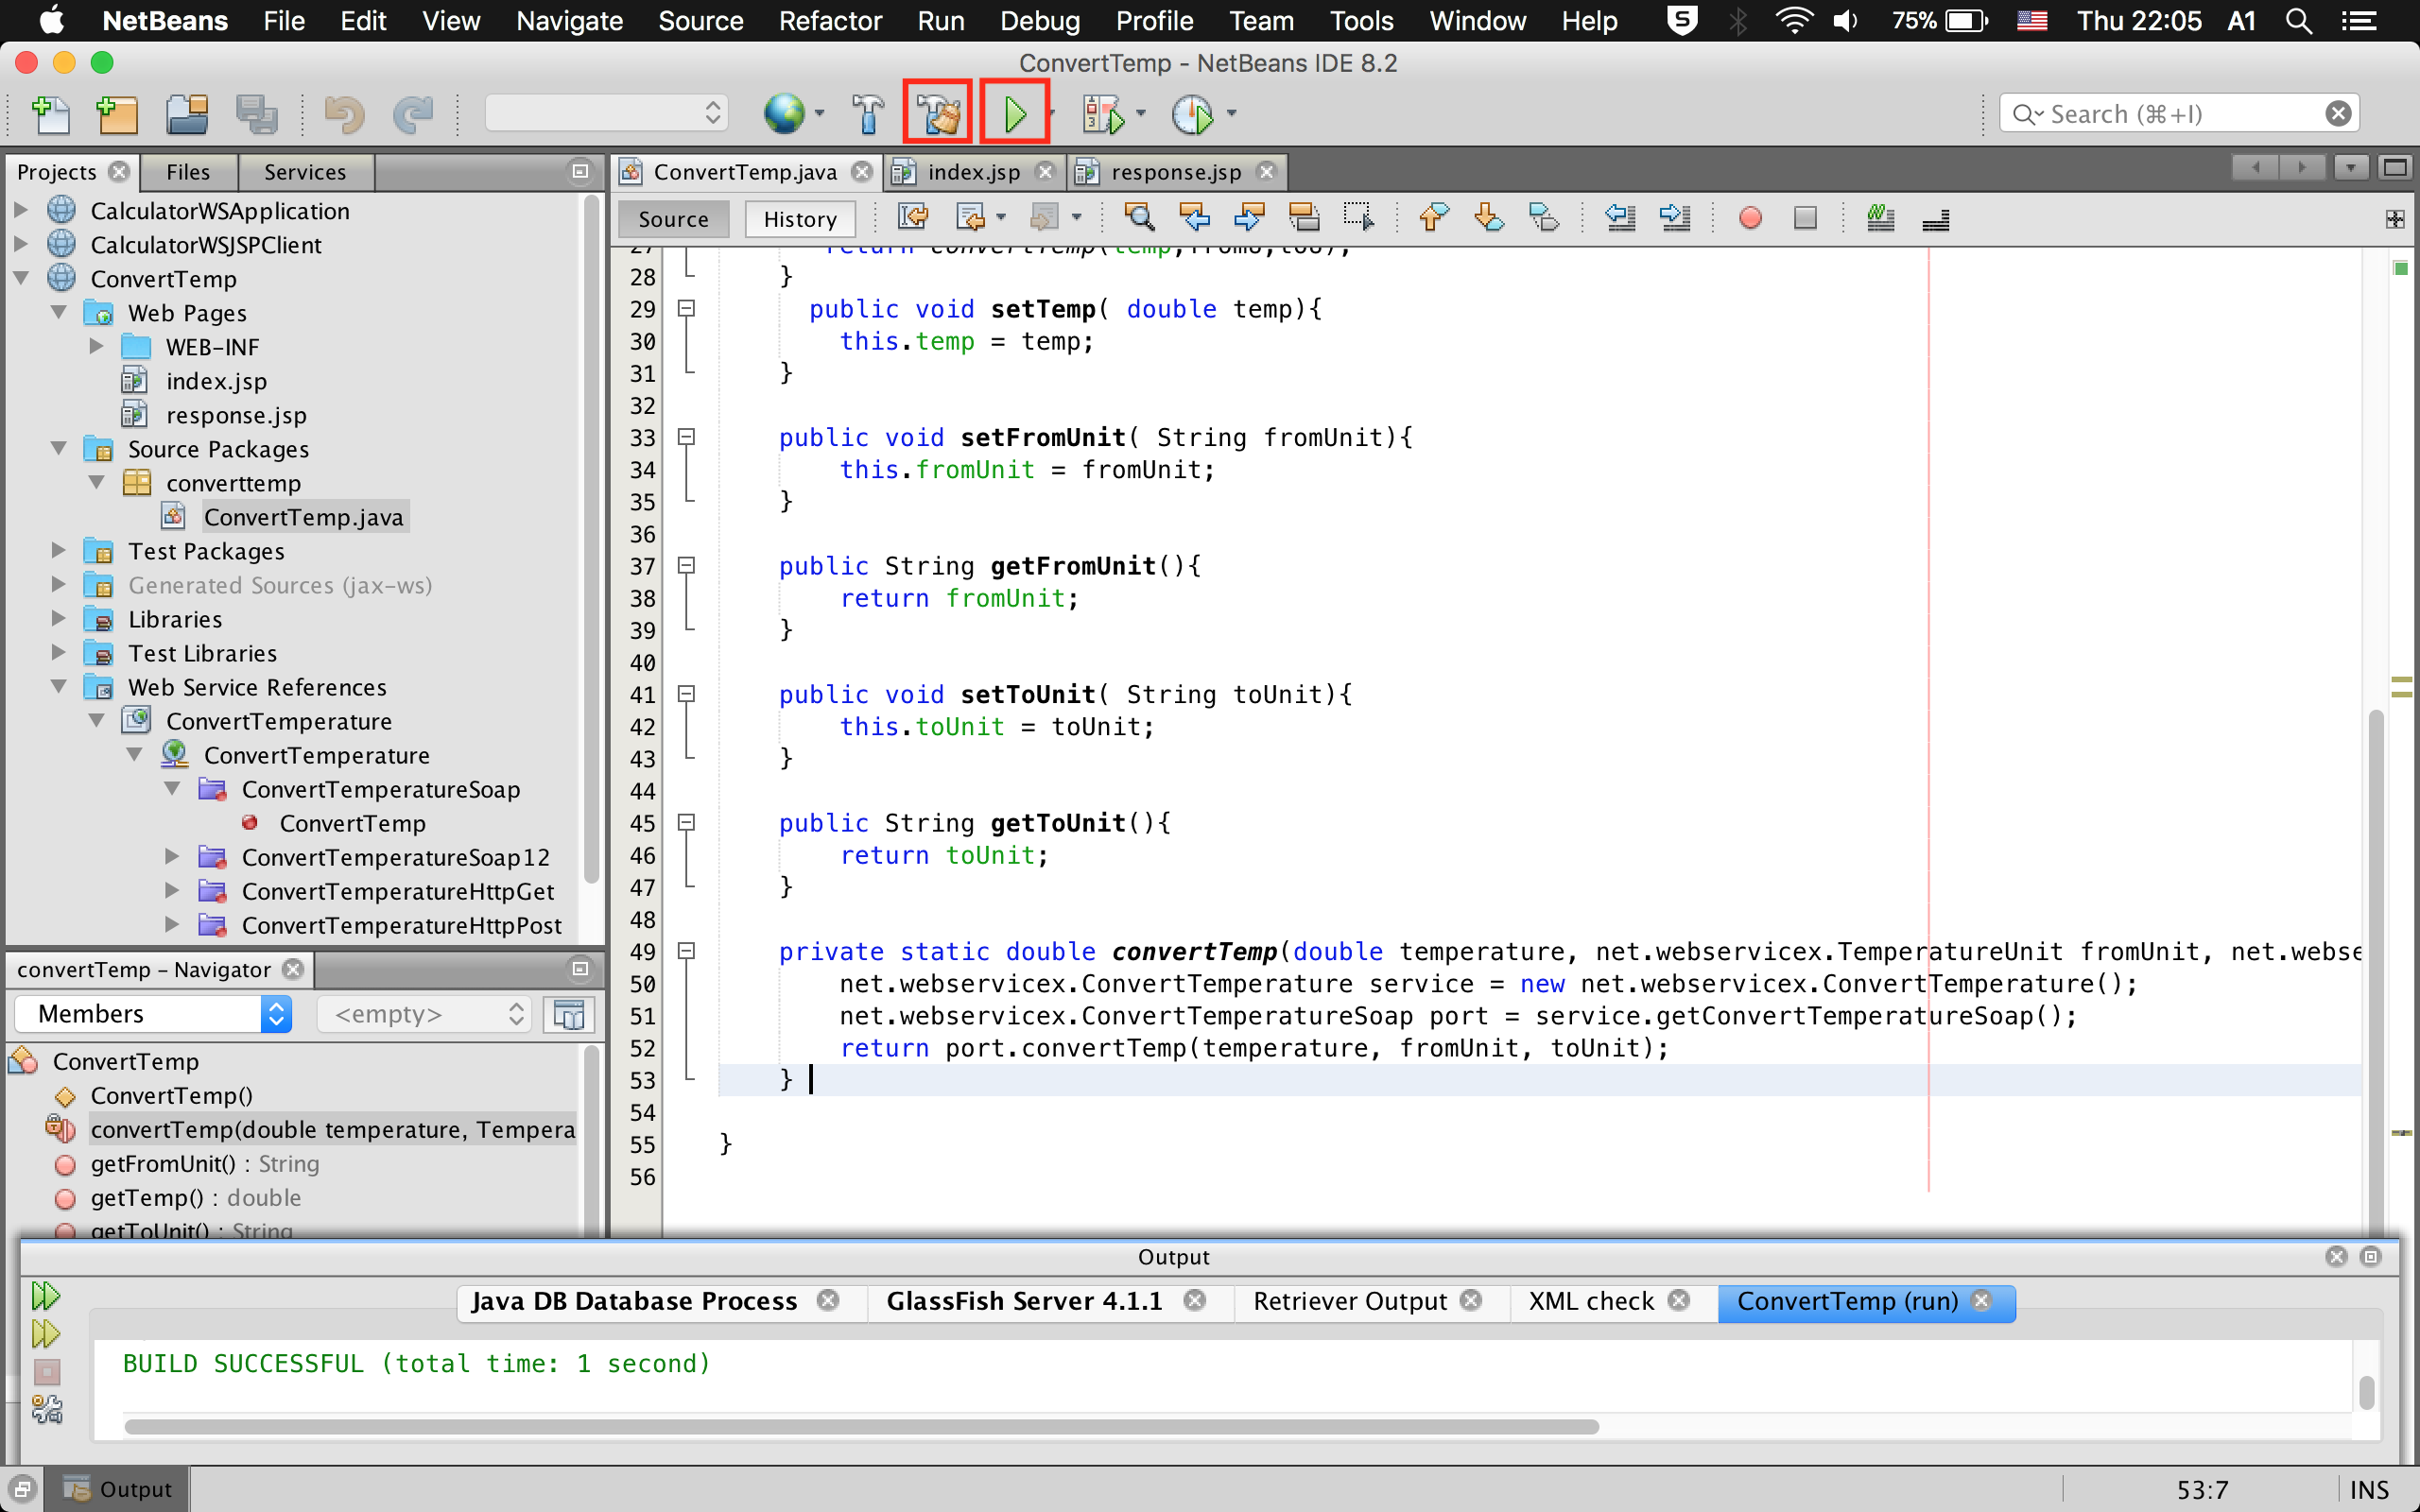 NetBeans File Edit View Navigate Source Refactor Run Debug Profile Team Tools Window Help S 75% Thu 22:05 A1
ConvertTemp - NetBeans IDE 8.2
Search (⌘+I)
Projects Files Services
CalculatorWSApplication
CalculatorWSJSPClient
ConvertTemp
Web Pages
WEB-INF
index.jsp
response.jsp
Source Packages
converttemp
ConvertTemp.java
Test Packages
Generated Sources (jax-ws)
Libraries
Test Libraries
Web Service References
ConvertTemperature
ConvertTemperature
ConvertTemperatureSoap
ConvertTemp
ConvertTemperatureSoap12
ConvertTemperatureHttpGet
ConvertTemperatureHttpPost
convertTemp - Navigator
Members <empty>
ConvertTemp
ConvertTemp()
convertTemp(double temperature, Tempera
getFromUnit() : String
getTemp() : double
getToUnit() : String
ConvertTemp.java index.jsp response.jsp
Source History
28 }
29 public void setTemp( double temp){
30 this.temp = temp;
31 }
32
33 public void setFromUnit( String fromUnit){
34 this.fromUnit = fromUnit;
35 }
36
37 public String getFromUnit(){
38 return fromUnit;
39 }
40
41 public void setToUnit( String toUnit){
42 this.toUnit = toUnit;
43 }
44
45 public String getToUnit(){
46 return toUnit;
47 }
48
49 private static double convertTemp(double temperature, net.webservicex.TemperatureUnit fromUnit, net.webse
50 net.webservicex.ConvertTemperature service = new net.webservicex.ConvertTemperature();
51 net.webservicex.ConvertTemperatureSoap port = service.getConvertTemperatureSoap();
52 return port.convertTemp(temperature, fromUnit, toUnit);
53 }
54
55 }
56
Output
Java DB Database Process GlassFish Server 4.1.1 Retriever Output XML check ConvertTemp (run)
BUILD SUCCESSFUL (total time: 1 second)
Output 53:7 INS